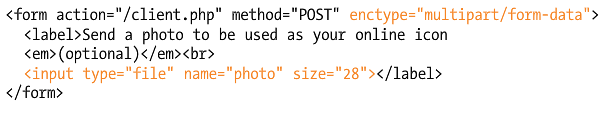 <form action="/client.php" method="POST" enctype="multipart/form-data">
<label>Send a photo to be used as your online icon
<em>(optional)</em><br>
<input type="file" name="photo" size="28"></label>
</form>